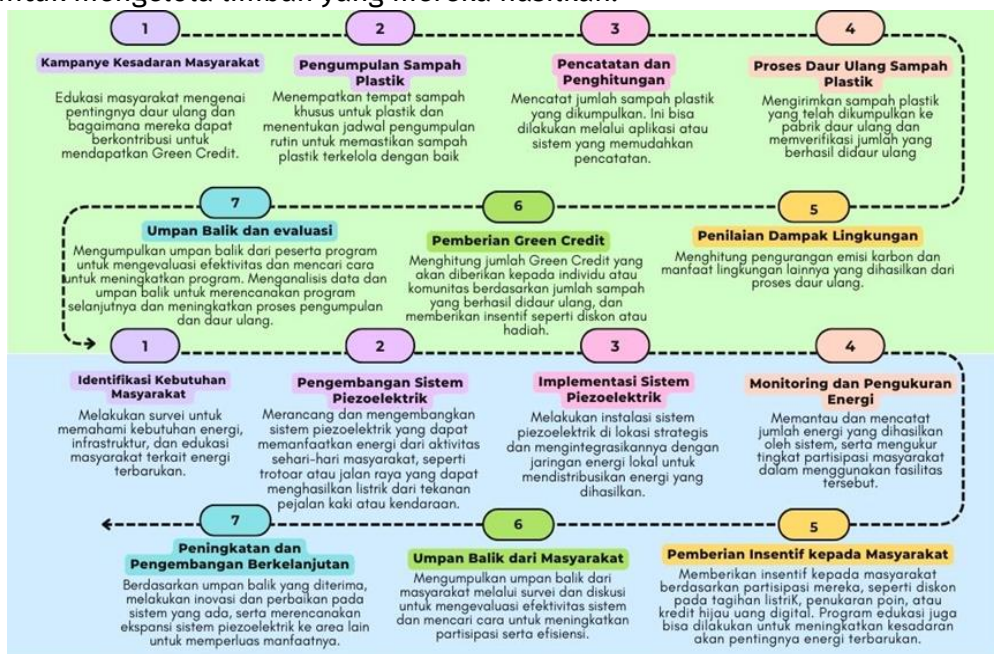 untuk mengelola timbal yang mereka hasilkan.
1
Kampanye Kesadaran Masyarakat
Edukasi masyarakat mengenai
pentingnya daur ulang dan
bagaimana mereka dapat
berkontribusi untuk
mendapatkan Green Credit.
2
Pengumpulan Sampah
Plastik
Menempatkan tempat sampah
khusus untuk plastik dan
menentukan jadwal pengumpulan
rutin untuk memastikan sampah
plastik terkelola dengan baik
3
Pencatatan dan
Penghitungan
Mencatat jumlah sampah plastik
yang dikumpulkan. Ini bisa
dilakukan melalui aplikasi atau
sistem yang memudahkan
pencatatan.
4
Proses Daur Ulang Sampah
Plastik
Mengirimkan sampah plastik
yang telah dikumpulkan ke
pabrik daur ulang dan
memverifikasi jumlah yang
berhasil didaur ulang
5
Penilaian Dampak Lingkungan
Menghitung pengurangan emisi karbon dan
manfaat lingkungan lainnya yang dihasilkan dari
proses daur ulang.
6
Pemberian Green Credit
Menghitung jumlah Green Credit yang
akan diberikan kepada individu atau
komunitas berdasarkan jumlah sampah
yang berhasil didaur ulang, dan
memberikan insentif seperti diskon atau
hadiah.
7
Umpan Balik dan evaluasi
Mengumpulkan umpan balik dari peserta program
untuk mengevaluasi efektivitas dan mencari cara
untuk meningkatkan program. Menganalisis data dan
umpan balik untuk merencanakan program
selanjutnya dan meningkatkan proses pengumpulan
dan daur ulang.
1
Identifikasi Kebutuhan
Masyarakat
Melakukan survei untuk
memahami kebutuhan energi,
infrastruktur, dan edukasi
masyarakat terkait energi
terbarukan.
2
Pengembangan Sistem
Piezoelektrik
Merancang dan mengembangkan
sistem piezoelektrik yang dapat
memanfaatkan energi dari aktivitas
sehari-hari masyarakat, seperti
trotoar atau jalan raya yang dapat
menghasilkan listrik dari tekanan
pejalan kaki atau kendaraan.
3
Implementasi Sistem
Piezoelektrik
Melakukan instalasi sistem
piezoelektrik di lokasi strategis
dan mengintegrasikannya dengan
jaringan energi lokal untuk
mendistribusikan energi yang
dihasilkan.
4
Monitoring dan Pengukuran
Energi
Memantau dan mencatat
jumlah energi yang dihasilkan
oleh sistem, serta mengukur
tingkat partisipasi masyarakat
dalam menggunakan fasilitas
tersebut.
5
Pemberian Insentif kepada Masyarakat
Memberikan insentif kepada masyarakat
berdasarkan partisipasi mereka, seperti diskon
pada tagihan listriK, penukaran poin, atau
kredit hijau uang digital. Program edukasi juga
bisa dilakukan untuk meningkatkan kesadaran
akan pentingnya energi terbarukan.
6
Umpan Balik dari Masyarakat
Mengumpulkan umpan balik dari
masyarakat melalui survei dan diskusi
untuk mengevaluasi efektivitas sistem
dan mencari cara untuk meningkatkan
partisipasi serta efisiensi.
7
Peningkatan dan
Pengembangan Berkelanjutan
Berdasarkan umpan balik yang diterima,
melakukan inovasi dan perbaikan pada
sistem yang ada, serta merencanakan
ekspansi sistem piezoelektrik ke area lain
untuk memperluas manfaatnya.